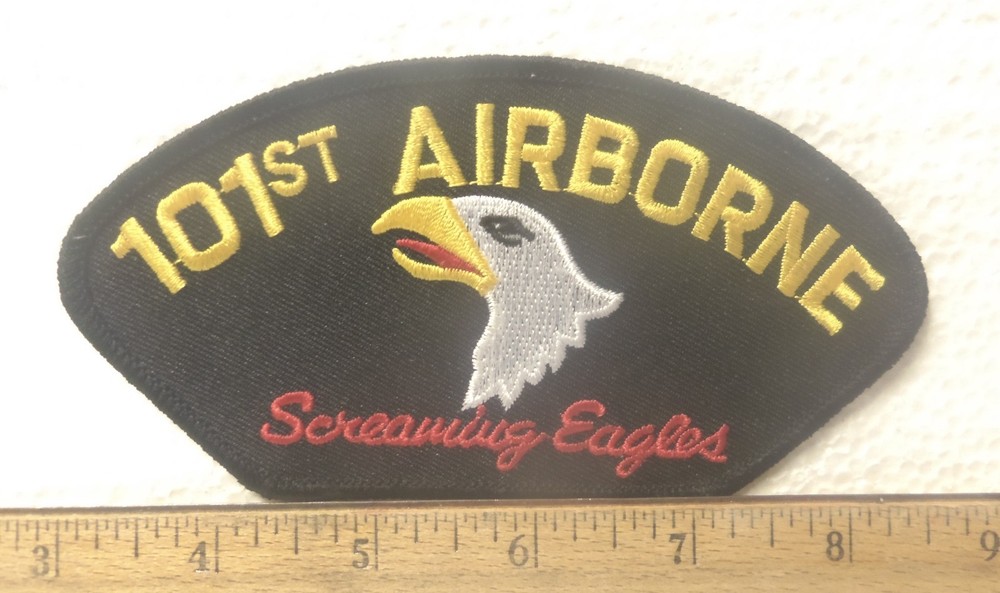 101ST AIRBORNE
Screaming Eagles
3 4 5 6 7 8 9